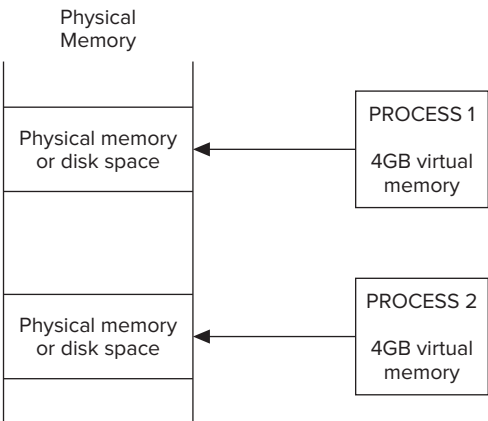 Physical
Memory
Physical memory
or disk space
PROCESS 1
4GB virtual
memory
Physical memory
or disk space
PROCESS 2
4GB virtual
memory